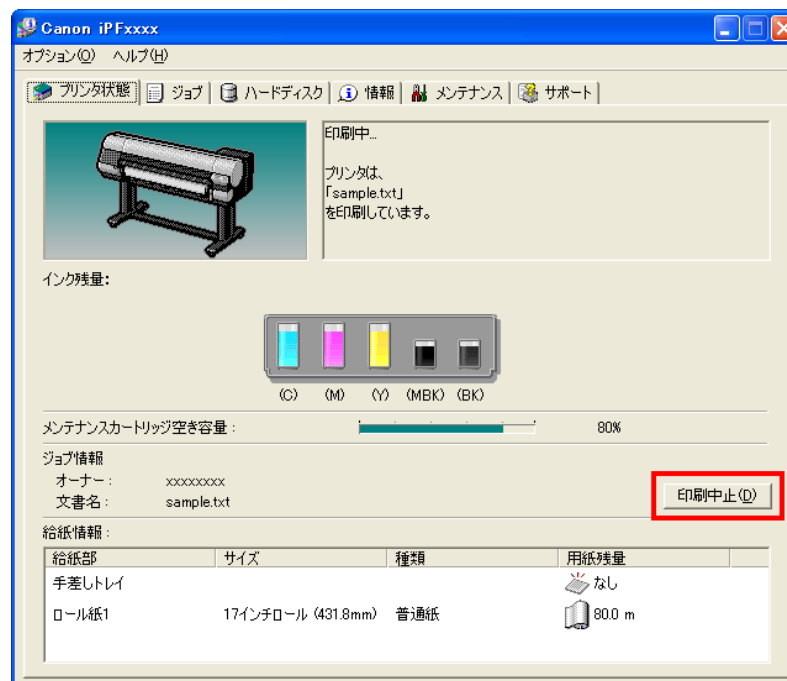 Canon iPFxxxx
オプション(O) ヘルプ(H)
プリンタ状態 ジョブ ハードディスク 情報 メンテナンス サポート
印刷中...
プリンタは、
「sample.txt」
を印刷しています。
インク残量:
(C) (M) (Y) (MBK) (BK)
メンテナンスカートリッジ空き容量 : 80%
ジョブ情報
オーナー : xxxxxxxx
文書名 : sample.txt
印刷中止(D)
給紙情報 :
給紙部 サイズ 種類 用紙残量
手差しトレイ なし
ロール紙1 17インチロール (431.8mm) 普通紙 80.0 m